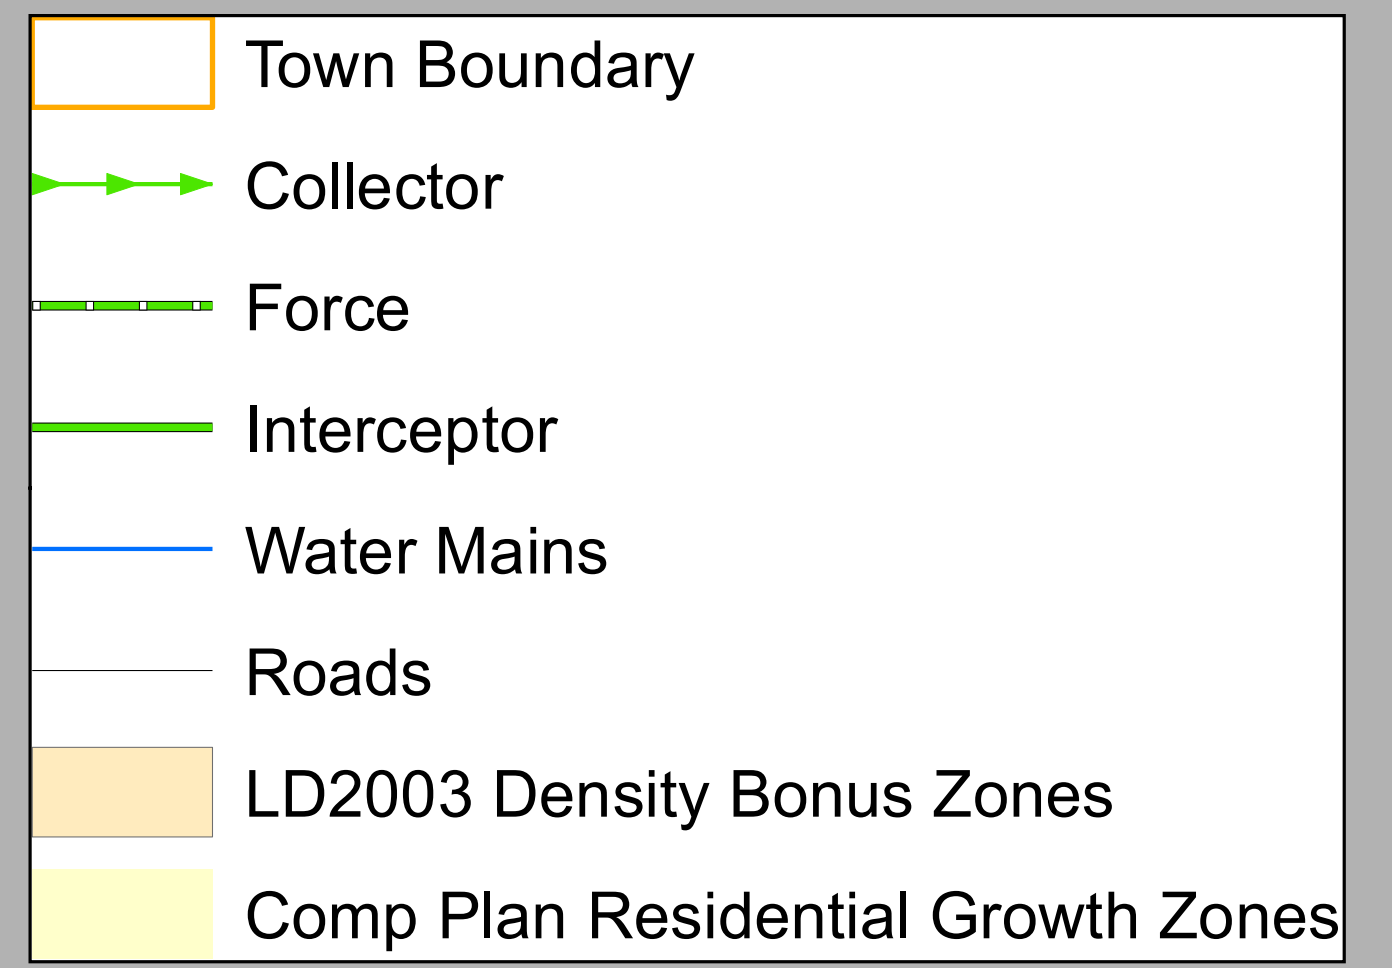 Town Boundary
Collector
Force
Interceptor
Water Mains
Roads
LD2003 Density Bonus Zones
Comp Plan Residential Growth Zones